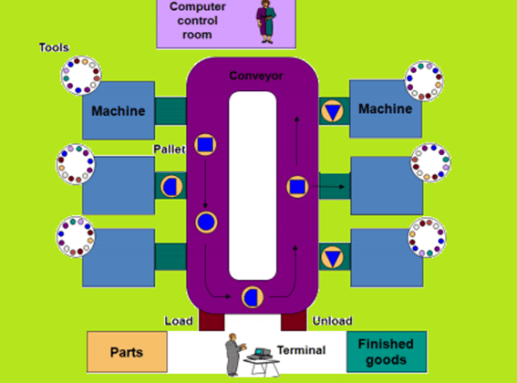 Computer
control
room
Tools
Conveyor
Machine
Machine
Pallet
Load
Unload
Parts
Terminal
Finished
goods